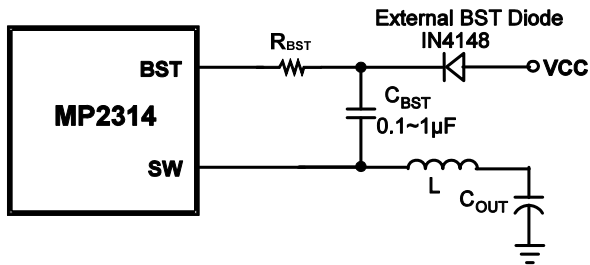 External BST Diode
IN4148
RBST
BST
VCC
CBST
0.1~1µF
MP2314
SW
L
COUT